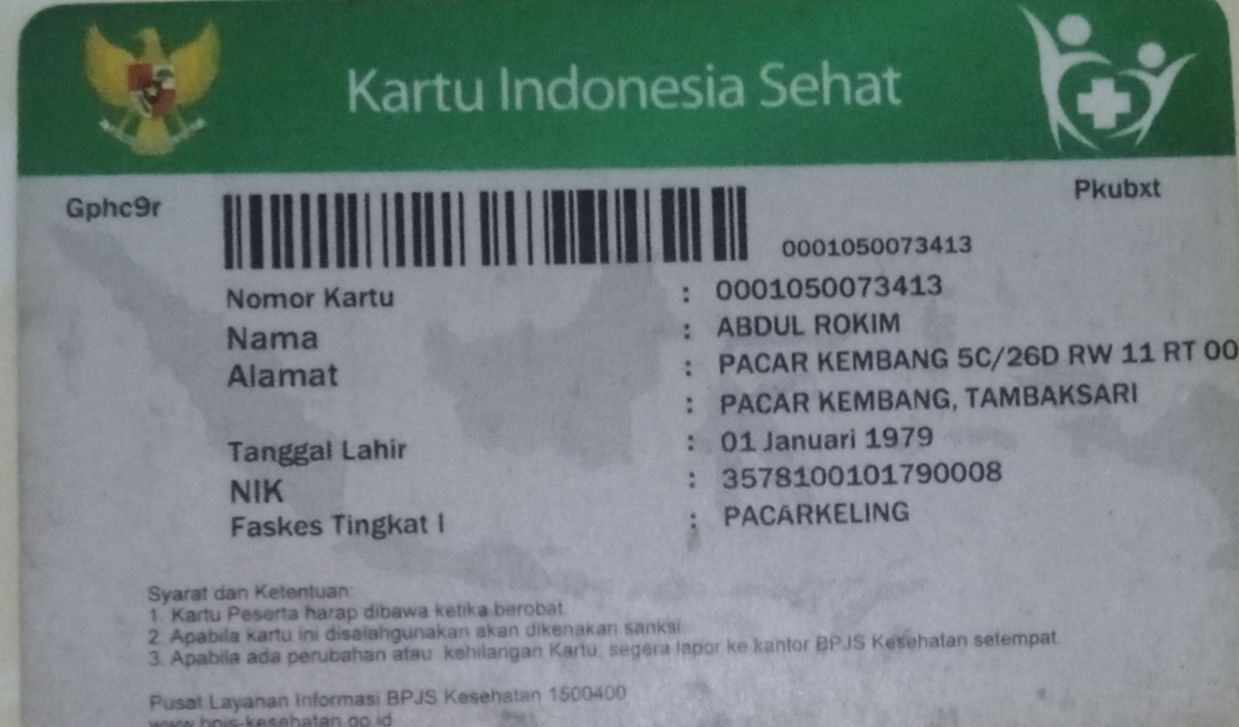 Kartu Indonesia Sehat
Gphc9r
Pkubxt
0001050073413
Nomor Kartu : 0001050073413
Nama : ABDUL ROKIM
Alamat : PACAR KEMBANG 5C/26D RW 11 RT 00
: PACAR KEMBANG, TAMBAKSARI
Tanggal Lahir : 01 Januari 1979
NIK : 3578100101790008
Faskes Tingkat I : PACARKELING
Syarat dan Ketentuan:
1. Kartu Peserta harap dibawa ketika berobat.
2. Apabila kartu ini disalahgunakan akan dikenakan sanksi.
3. Apabila ada perubahan atau kehilangan Kartu, segera lapor ke kantor BPJS Kesehatan setempat.
Pusat Layanan Informasi BPJS Kesehatan 1500400
www.bpjs-kesehatan.go.id